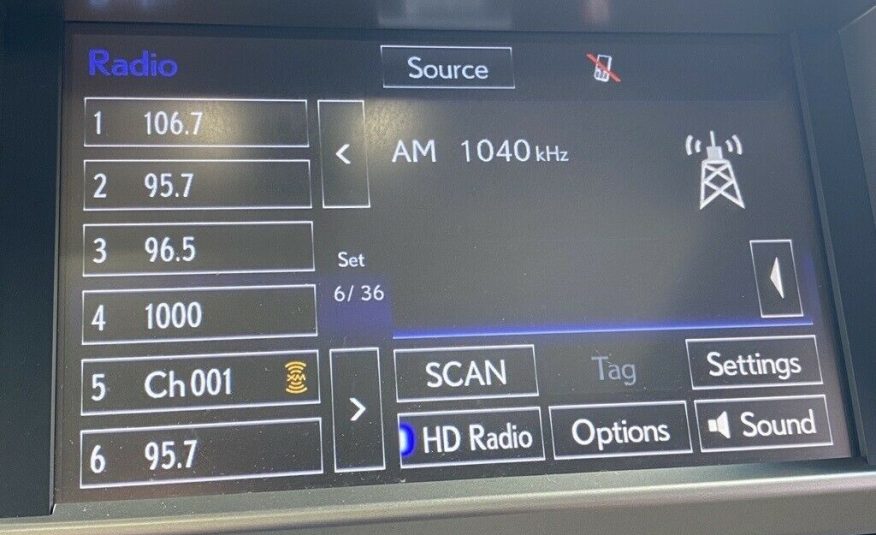 Radio
Source
1 106.7
2 95.7
3 96.5
4 1000
5 Ch 001 XM
6 95.7
<
Set
6/ 36
>
AM 1040 kHz
SCAN
Tag
Settings
HD Radio
Options
Sound